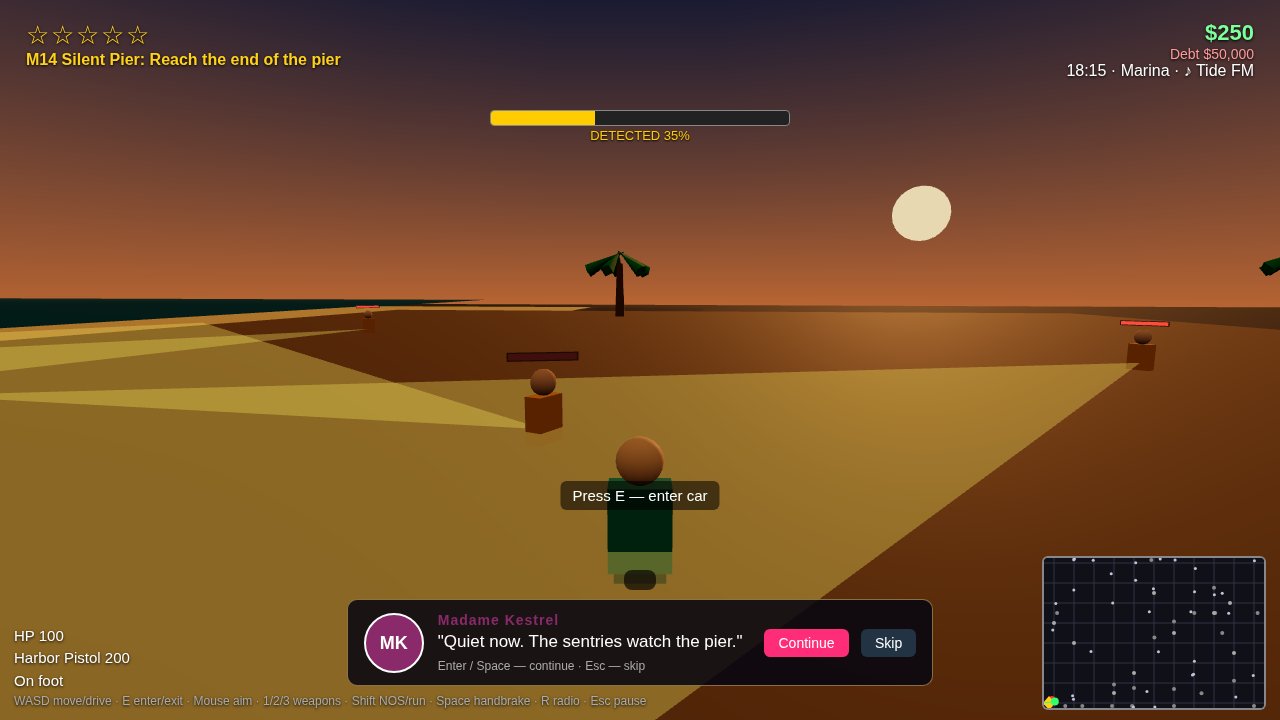 ☆☆☆☆☆
M14 Silent Pier: Reach the end of the pier
$250
Debt $50,000
18:15 · Marina · ♪ Tide FM
DETECTED 35%
Press E — enter car
MK
Madame Kestrel
"Quiet now. The sentries watch the pier."
Enter / Space — continue · Esc — skip
Continue
Skip
HP 100
Harbor Pistol 200
On foot
WASD move/drive · E enter/exit · Mouse aim · 1/2/3 weapons · Shift NOS/run · Space handbrake · R radio · Esc pause